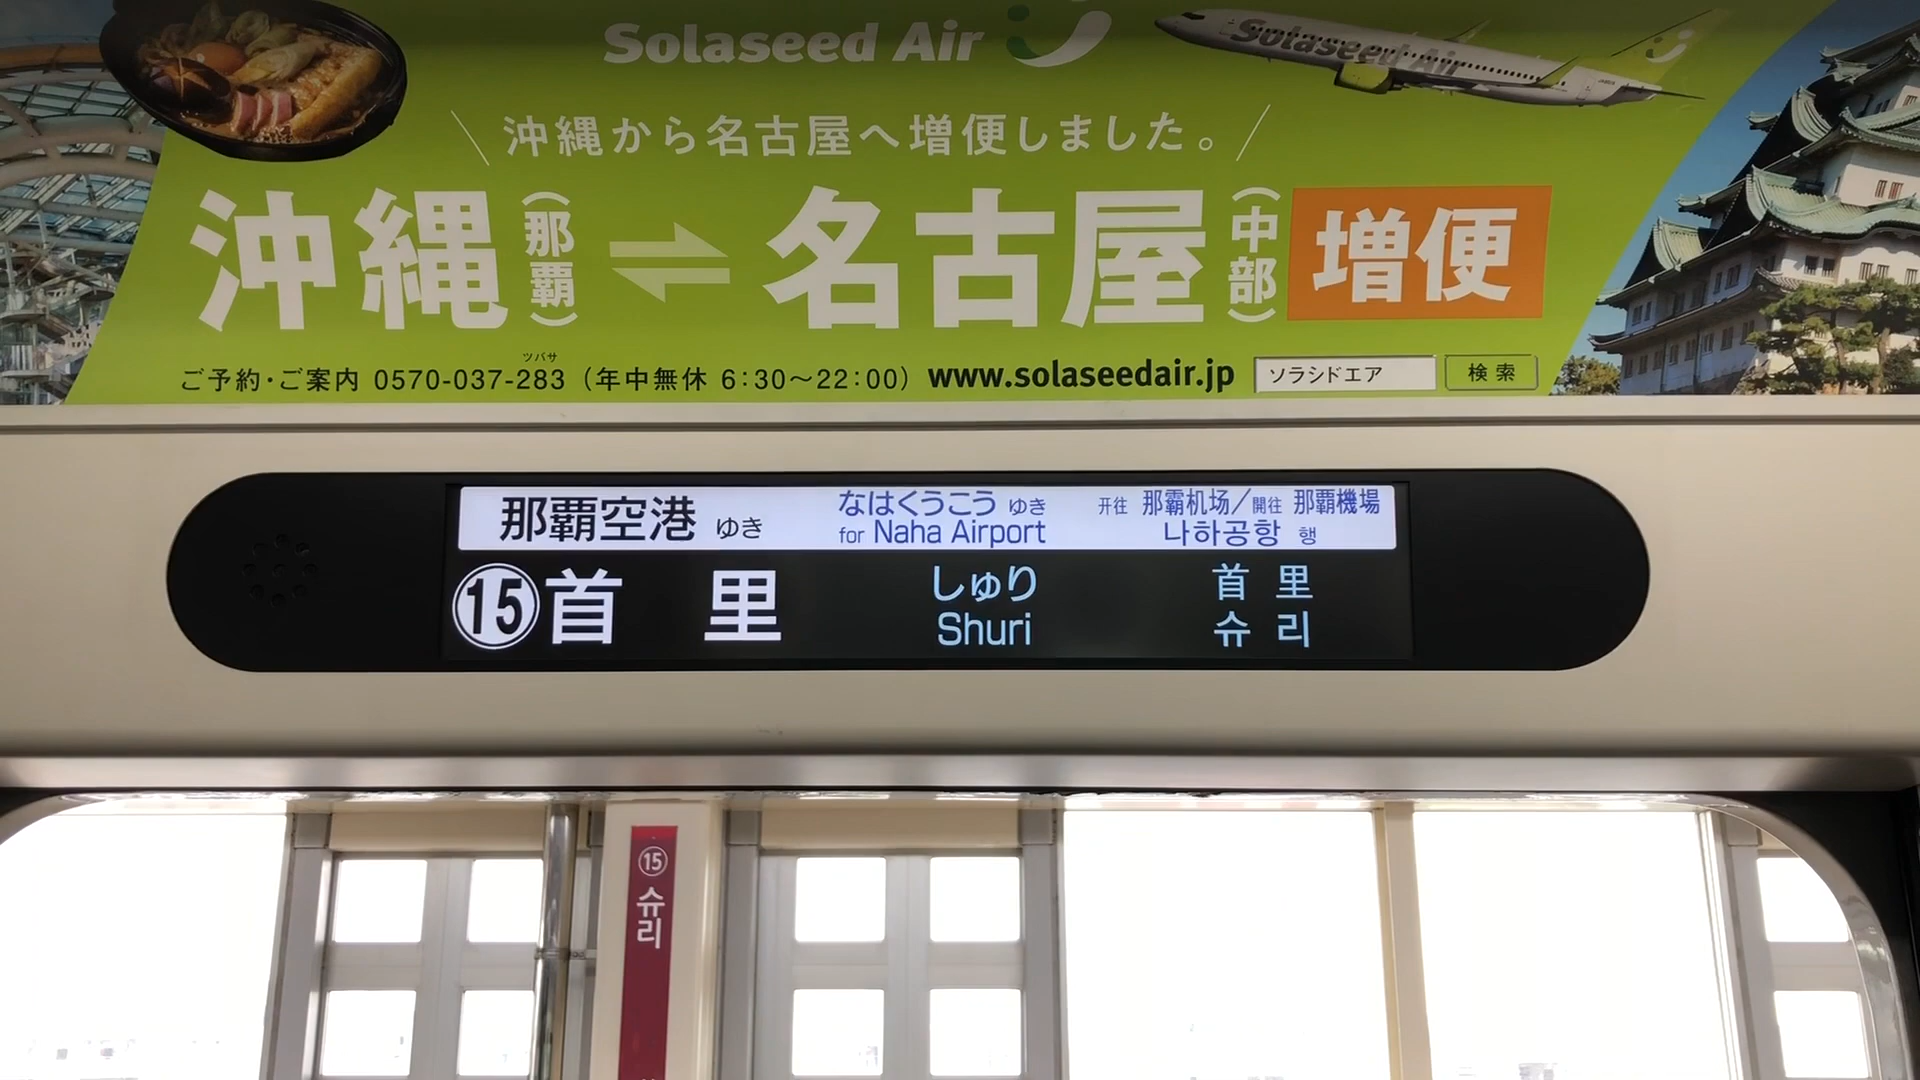 Solaseed Air
Solaseed Air
沖縄から名古屋へ増便しました。
沖縄(那覇)⇌名古屋(中部)増便
ツバサ
ご予約・ご案内 0570-037-283（年中無休 6:30〜22:00） www.solaseedair.jp ソラシドエア 検索
那覇空港 ゆき
なはくうこう ゆき
for Naha Airport
开往 那霸机场／開往 那覇機場
나하공항 행
⑮首里
しゅり
Shuri
首里
슈리
⑮
슈리